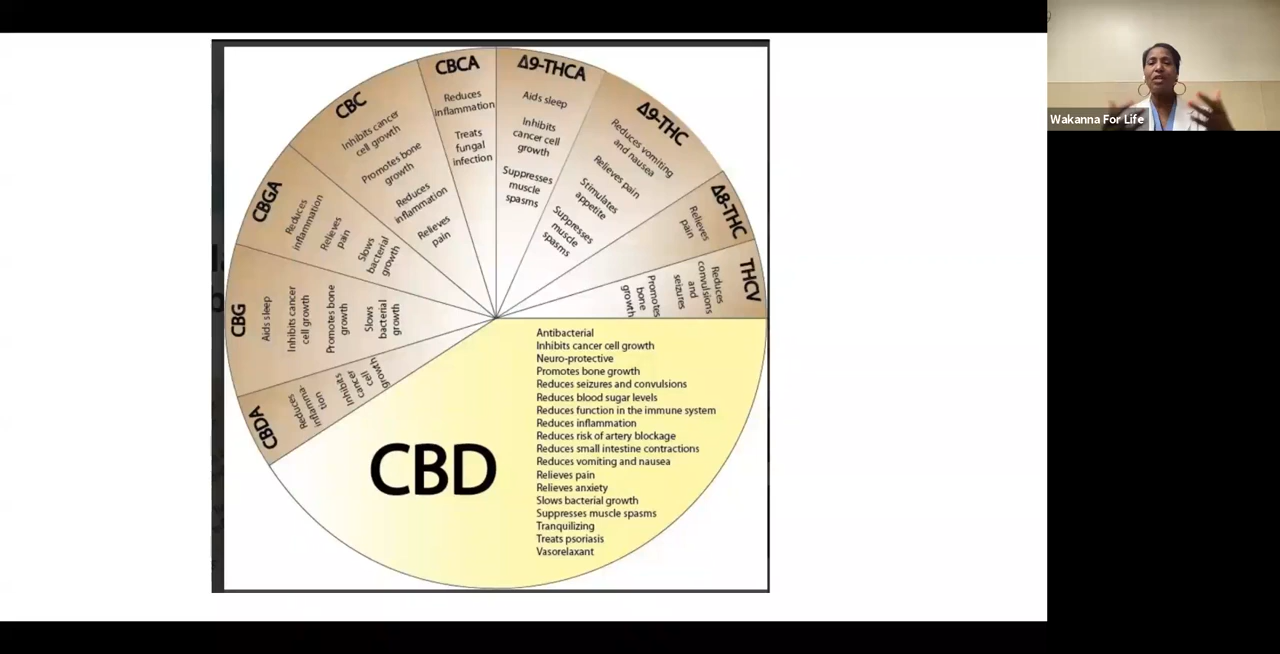 Δ9-THCA
Aids sleep
Inhibits
cancer cell
growth
Suppresses
muscle
spasms
Δ9-THC
Reduces vomiting
and nausea
Relieves pain
Stimulates
appetite
Suppresses
muscle
spasms
Δ8-THC
Relieves
pain
THCV
Reduces
convulsions
and
seizures
Promotes
bone
growth
CBD
Antibacterial
Inhibits cancer cell growth
Neuro-protective
Promotes bone growth
Reduces seizures and convulsions
Reduces blood sugar levels
Reduces function in the immune system
Reduces inflammation
Reduces risk of artery blockage
Reduces small intestine contractions
Reduces vomiting and nausea
Relieves pain
Relieves anxiety
Slows bacterial growth
Suppresses muscle spasms
Tranquilizing
Treats psoriasis
Vasorelaxant
CBDA
Reduces
inflamma-
tion
Inhibits
cancer
cell
growth
CBG
Aids sleep
Inhibits cancer
cell growth
Promotes bone
growth
Slows
bacterial
growth
CBGA
Reduces
inflammation
Relieves
pain
Slows
bacterial
growth
CBC
Inhibits cancer
cell growth
Promotes bone
growth
Reduces
inflammation
Relieves
pain
CBCA
Reduces
inflammation
Treats
fungal
infection
Wakanna For Life